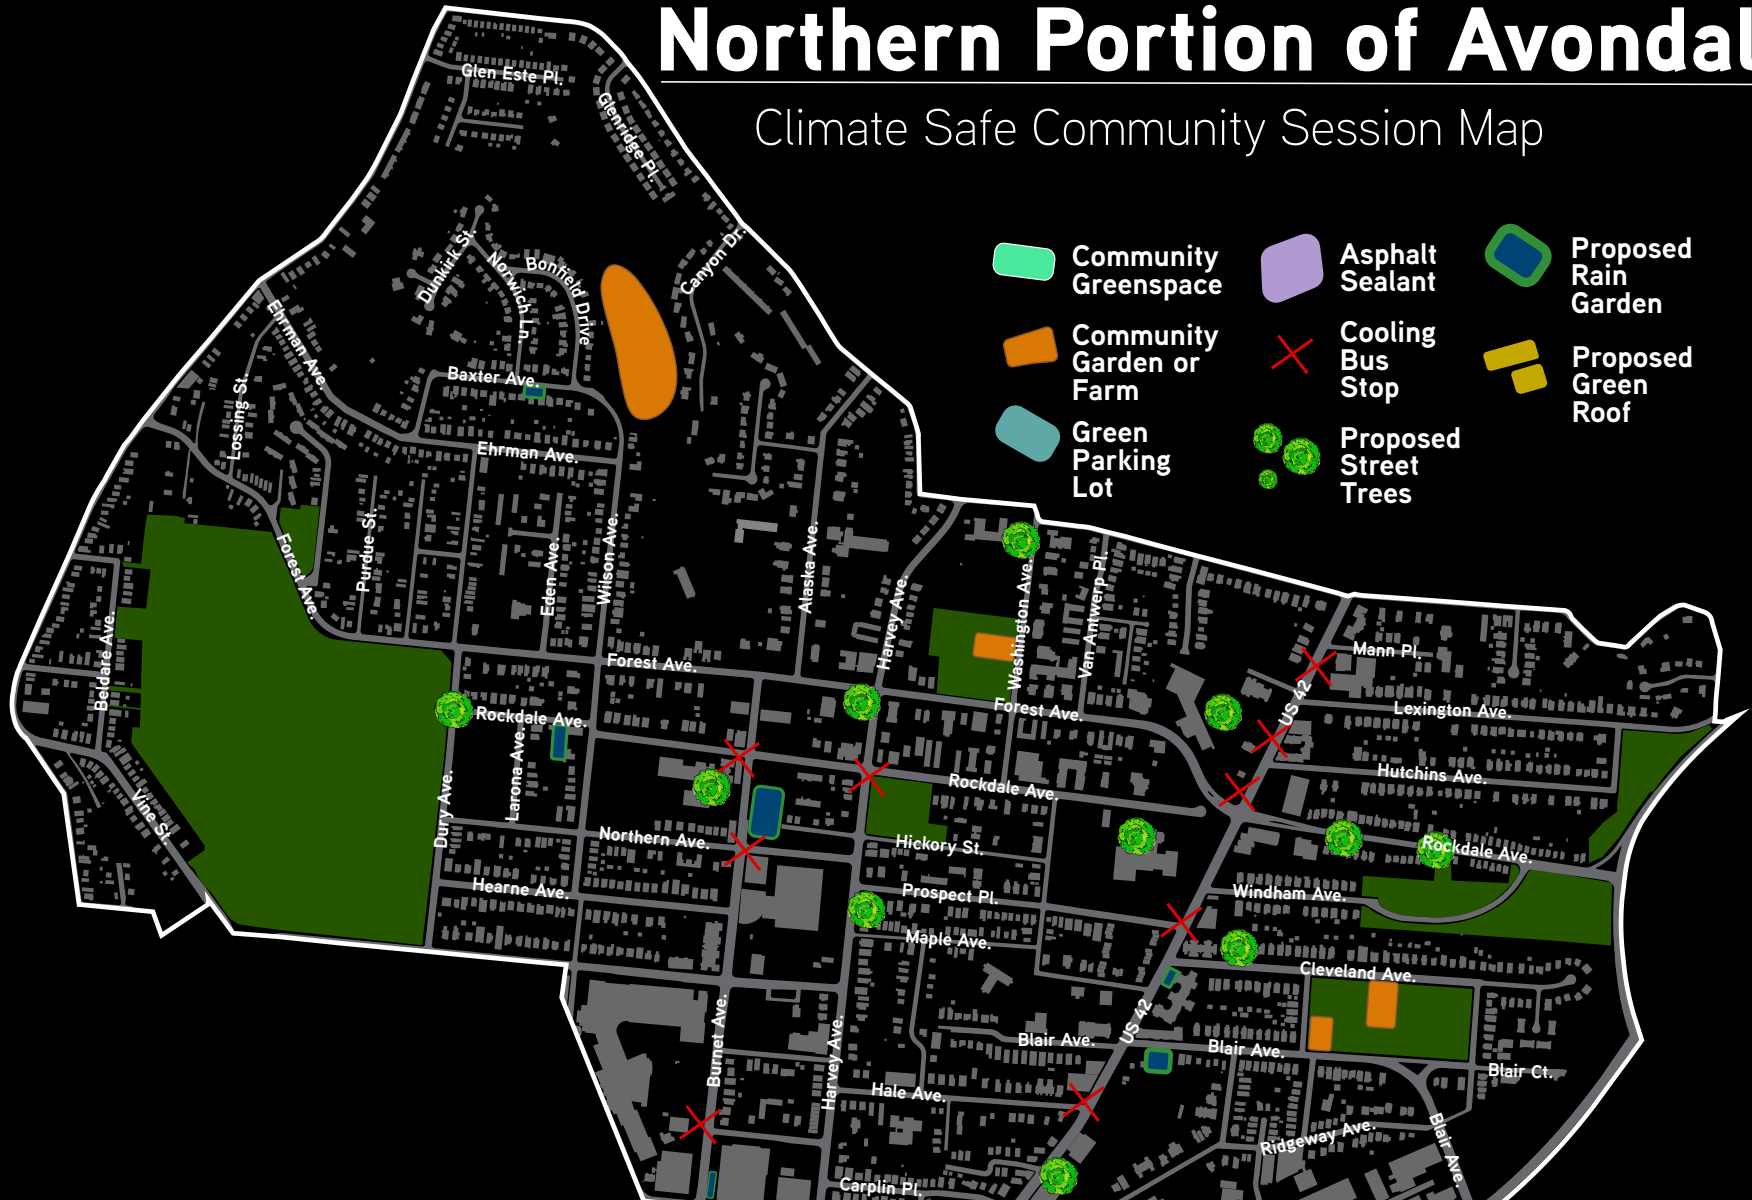 Northern Portion of Avondal
Climate Safe Community Session Map
Community
Greenspace
Asphalt
Sealant
Proposed
Rain
Garden
Community
Garden or
Farm
Cooling
Bus
Stop
Proposed
Green
Roof
Green
Parking
Lot
Proposed
Street
Trees
Glen Este Pl.
Glenridge Pl.
Canyon Dr.
Dunkirk St.
Norwich Ln.
Bonfield Drive
Ehrman Ave.
Lossing St.
Baxter Ave.
Ehrman Ave.
Forest Ave.
Purdue St.
Eden Ave.
Wilson Ave.
Alaska Ave.
Harvey Ave.
Washington Ave.
Van Antwerp Pl.
Beldare Ave.
Forest Ave.
Forest Ave.
Mann Pl.
US 42
Lexington Ave.
Hutchins Ave.
Rockdale Ave.
Larona Ave.
Dury Ave.
Vine St.
Rockdale Ave.
Northern Ave.
Hickory St.
Rockdale Ave.
Hearne Ave.
Prospect Pl.
Windham Ave.
Maple Ave.
Cleveland Ave.
Burnet Ave.
Harvey Ave.
US 42
Blair Ave.
Blair Ave.
Blair Ct.
Hale Ave.
Ridgeway Ave.
Blair Ave.
Carplin Pl.